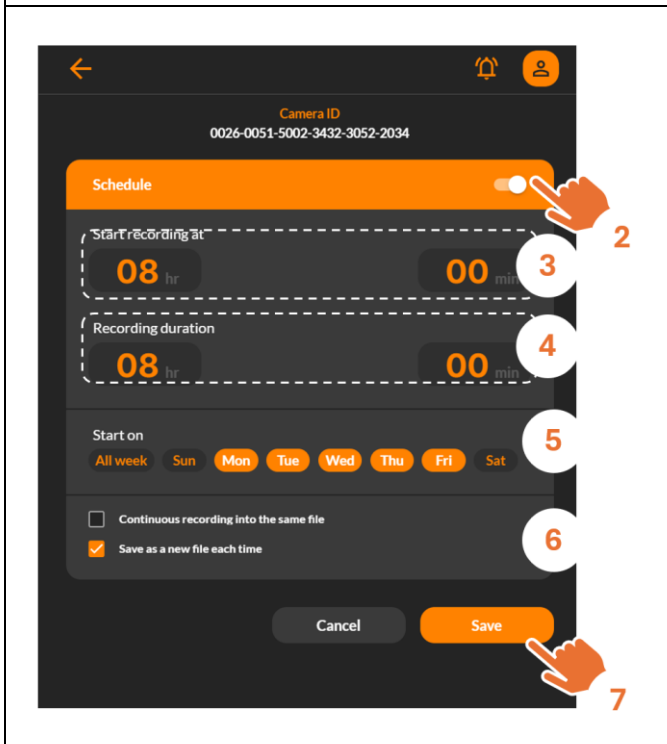 Camera ID
0026-0051-5002-3432-3052-2034
Schedule
2
Start recording at
08 hr 00 min 3
Recording duration
08 hr 00 min 4
Start on
5
All week Sun Mon Tue Wed Thu Fri Sat
Continuous recording into the same file
6
Save as a new file each time
Cancel Save
7